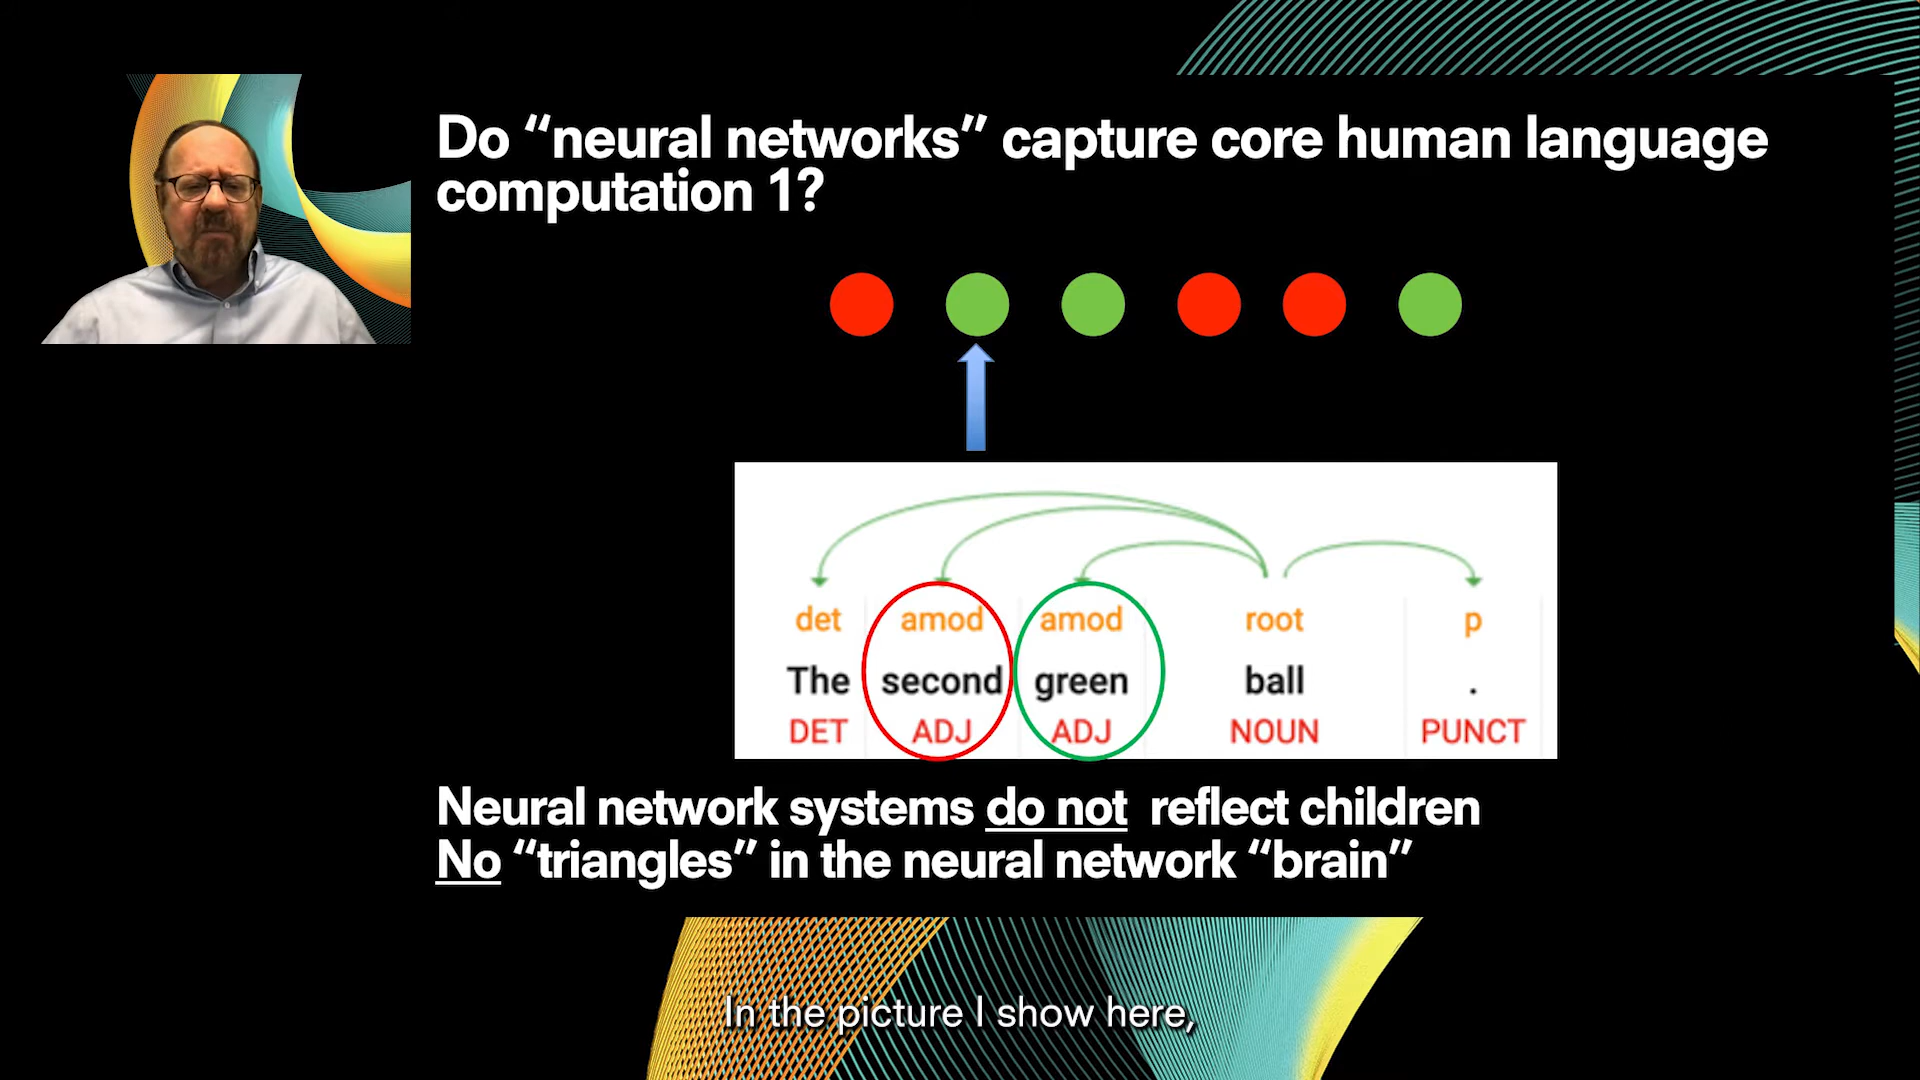 Do “neural networks” capture core human language
computation 1?
det amod amod root p
The second green ball .
DET ADJ ADJ NOUN PUNCT
Neural network systems do not reflect children
No “triangles” in the neural network “brain”
In the picture I show here,